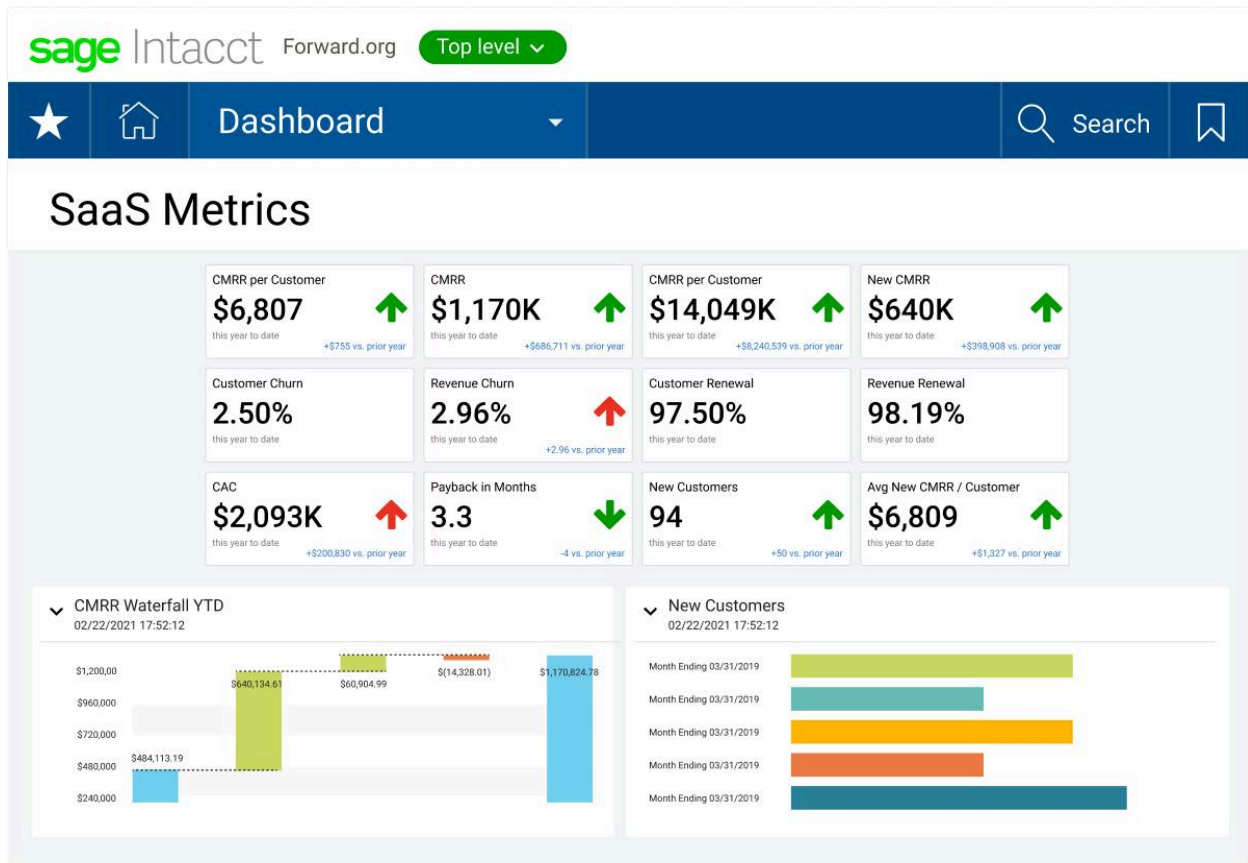 sage Intacct Forward.org Top level
Dashboard Search
SaaS Metrics
CMRR per Customer
$6,807
this year to date
+$755 vs. prior year
CMRR
$1,170K
this year to date
+$686,711 vs. prior year
CMRR per Customer
$14,049K
this year to date
+$8,240,539 vs. prior year
New CMRR
$640K
this year to date
+$398,908 vs. prior year
Customer Churn
2.50%
this year to date
Revenue Churn
2.96%
this year to date
+2.96 vs. prior year
Customer Renewal
97.50%
this year to date
Revenue Renewal
98.19%
this year to date
CAC
$2,093K
this year to date
+$200,830 vs. prior year
Payback in Months
3.3
this year to date
-4 vs. prior year
New Customers
94
this year to date
+50 vs. prior year
Avg New CMRR / Customer
$6,809
this year to date
+$1,327 vs. prior year
CMRR Waterfall YTD
02/22/2021 17:52:12
$1,200,00
$960,000
$720,000
$480,000
$240,000
$484,113.19
$640,134.61
$60,904.99
$(14,328.01)
$1,170,824.78
New Customers
02/22/2021 17:52:12
Month Ending 03/31/2019
Month Ending 03/31/2019
Month Ending 03/31/2019
Month Ending 03/31/2019
Month Ending 03/31/2019